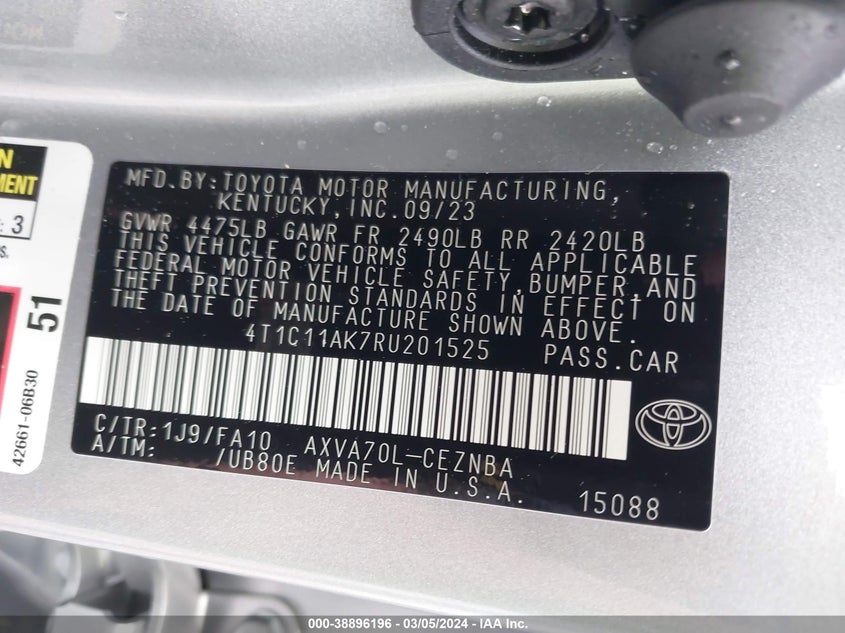 MFD.BY:TOYOTA MOTOR MANUFACTURING,
KENTUCKY,INC.09/23
GVWR 4475LB GAWR FR 2490LB RR 2420LB
THIS VEHICLE CONFORMS TO ALL APPLICABLE
FEDERAL MOTOR VEHICLE SAFETY,BUMPER,AND
THEFT PREVENTION STANDARDS IN EFFECT ON
THE DATE OF MANUFACTURE SHOWN ABOVE.
4T1C11AK7RU201525 PASS.CAR
C/TR:1J9/FA10 AXVA70L-CEZNBA
A/TM: /UB80E MADE IN U.S.A. 15088
N
MENT
: 3
s.
51
42661-06B30
000-38896196 - 03/05/2024 - IAA Inc.